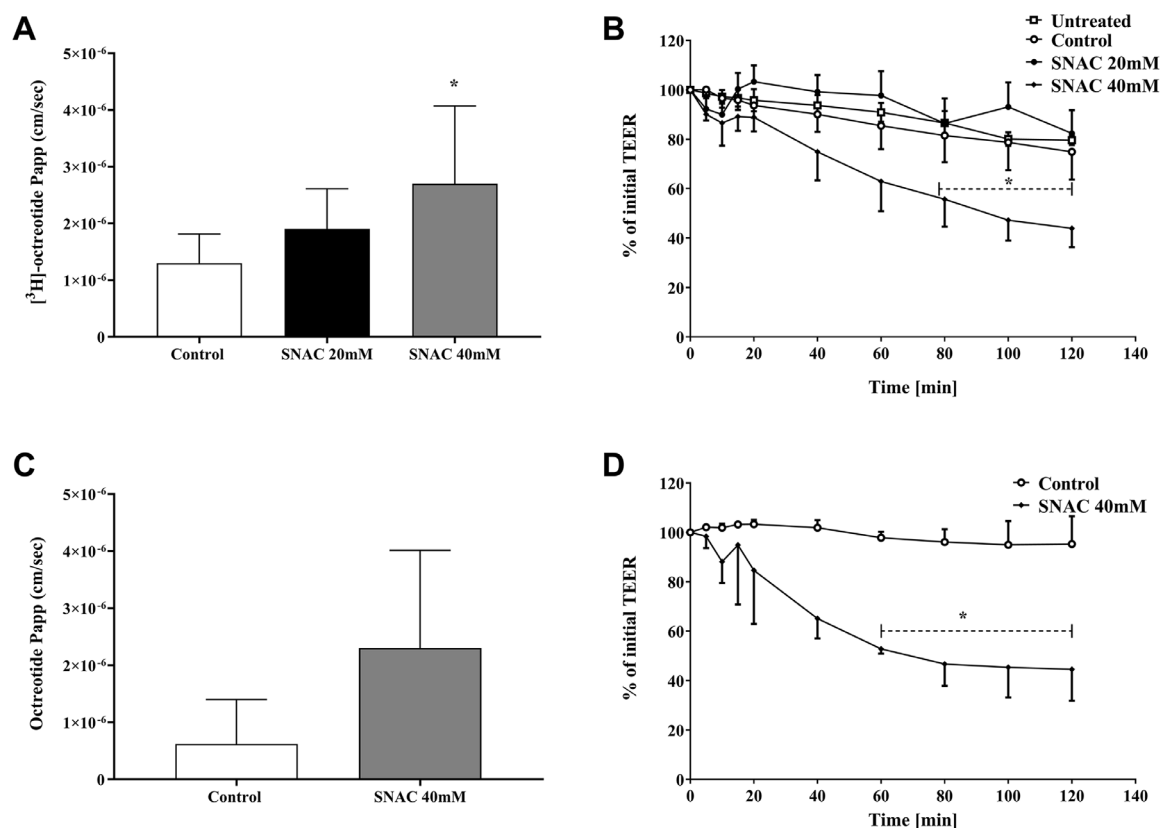 A
[³H]-octreotide Papp (cm/sec)
5×10⁻⁶
4×10⁻⁶
3×10⁻⁶
2×10⁻⁶
1×10⁻⁶
0
*
Control
SNAC 20mM
SNAC 40mM
B
Untreated
Control
SNAC 20mM
SNAC 40mM
% of initial TEER
120
100
80
60
40
20
0
*
0 20 40 60 80 100 120 140
Time [min]
C
Octreotide Papp (cm/sec)
5×10⁻⁶
4×10⁻⁶
3×10⁻⁶
2×10⁻⁶
1×10⁻⁶
0
Control
SNAC 40mM
D
Control
SNAC 40mM
% of initial TEER
120
100
80
60
40
20
0
*
0 20 40 60 80 100 120 140
Time [min]